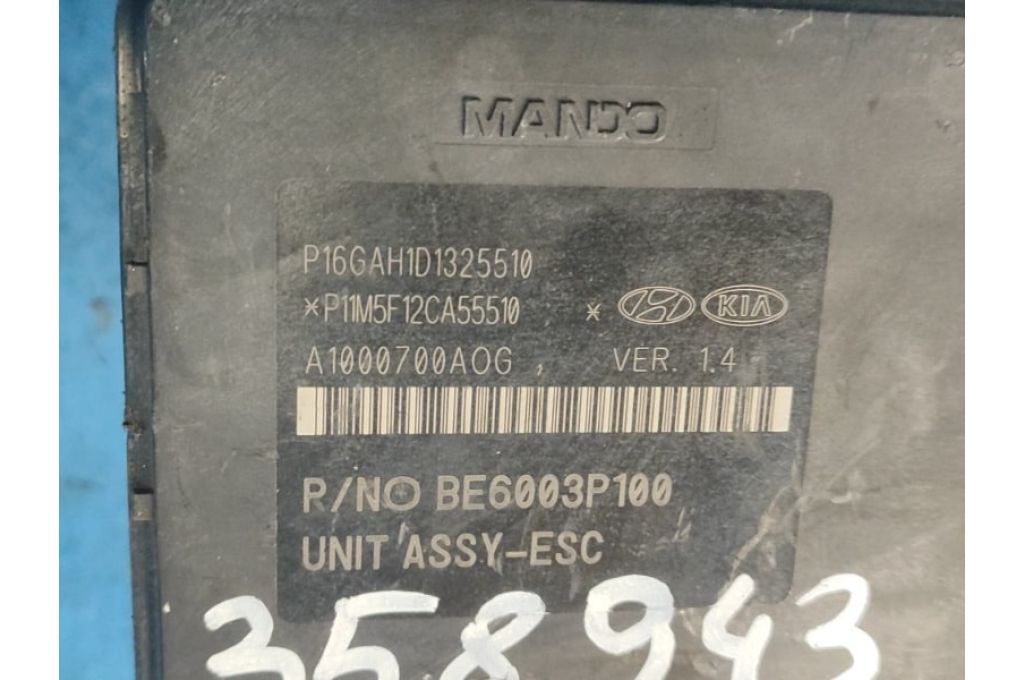 MANDO
P16GAH1D1325510
*P11M5F12CA55510 * KIA
A1000700AOG , VER. 1.4
P/NO BE6003P100
UNIT ASSY-ESC
358943